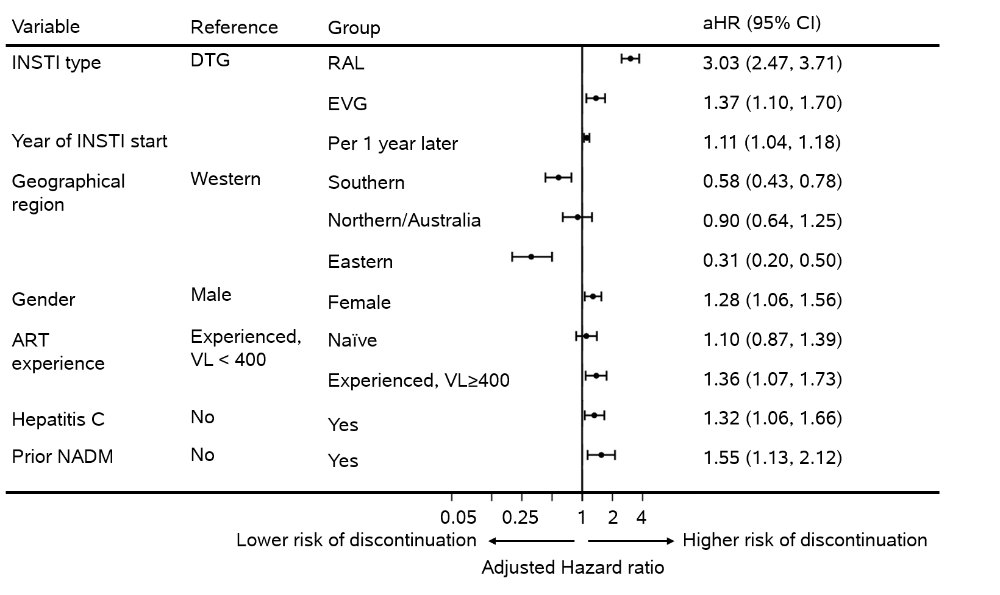 Variable Reference Group aHR (95% CI)
INSTI type DTG RAL 3.03 (2.47, 3.71)
EVG 1.37 (1.10, 1.70)
Year of INSTI start Per 1 year later 1.11 (1.04, 1.18)
Geographical Western Southern 0.58 (0.43, 0.78)
region
Northern/Australia 0.90 (0.64, 1.25)
Eastern 0.31 (0.20, 0.50)
Gender Male Female 1.28 (1.06, 1.56)
ART Experienced, Naïve 1.10 (0.87, 1.39)
experience VL < 400
Experienced, VL≥400 1.36 (1.07, 1.73)
Hepatitis C No Yes 1.32 (1.06, 1.66)
Prior NADM No Yes 1.55 (1.13, 2.12)
0.05 0.25 1 2 4
Lower risk of discontinuation Higher risk of discontinuation
Adjusted Hazard ratio